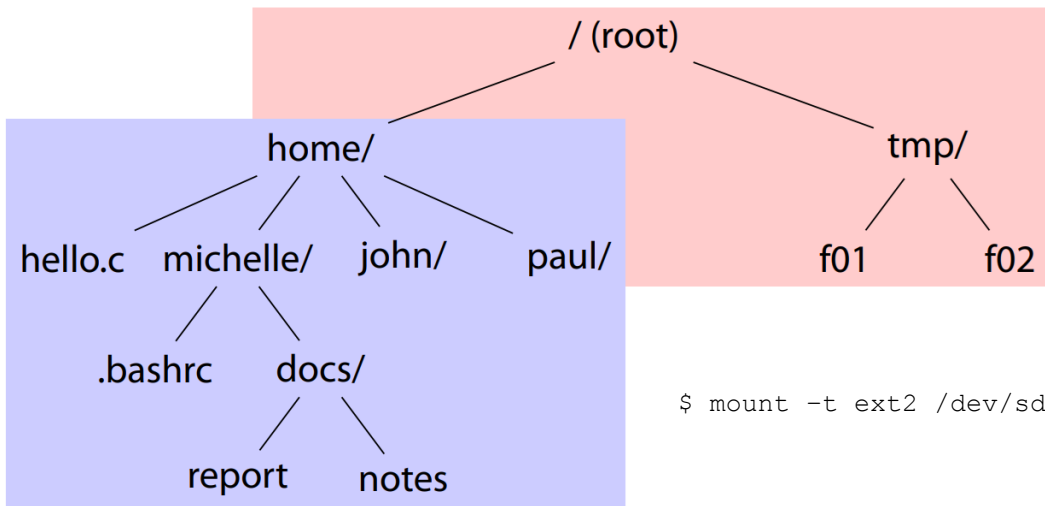 / (root)
home/ tmp/
hello.c michelle/ john/ paul/ f01 f02
.bashrc docs/
$ mount -t ext2 /dev/sd
report notes